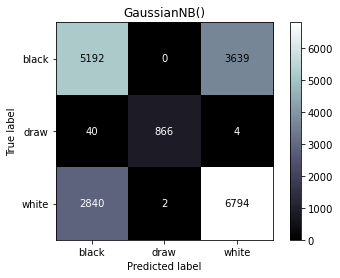 GaussianNB()
True label
black
5192
0
3639
draw
40
866
4
white
2840
2
6794
black
draw
white
Predicted label
6000
5000
4000
3000
2000
1000
0